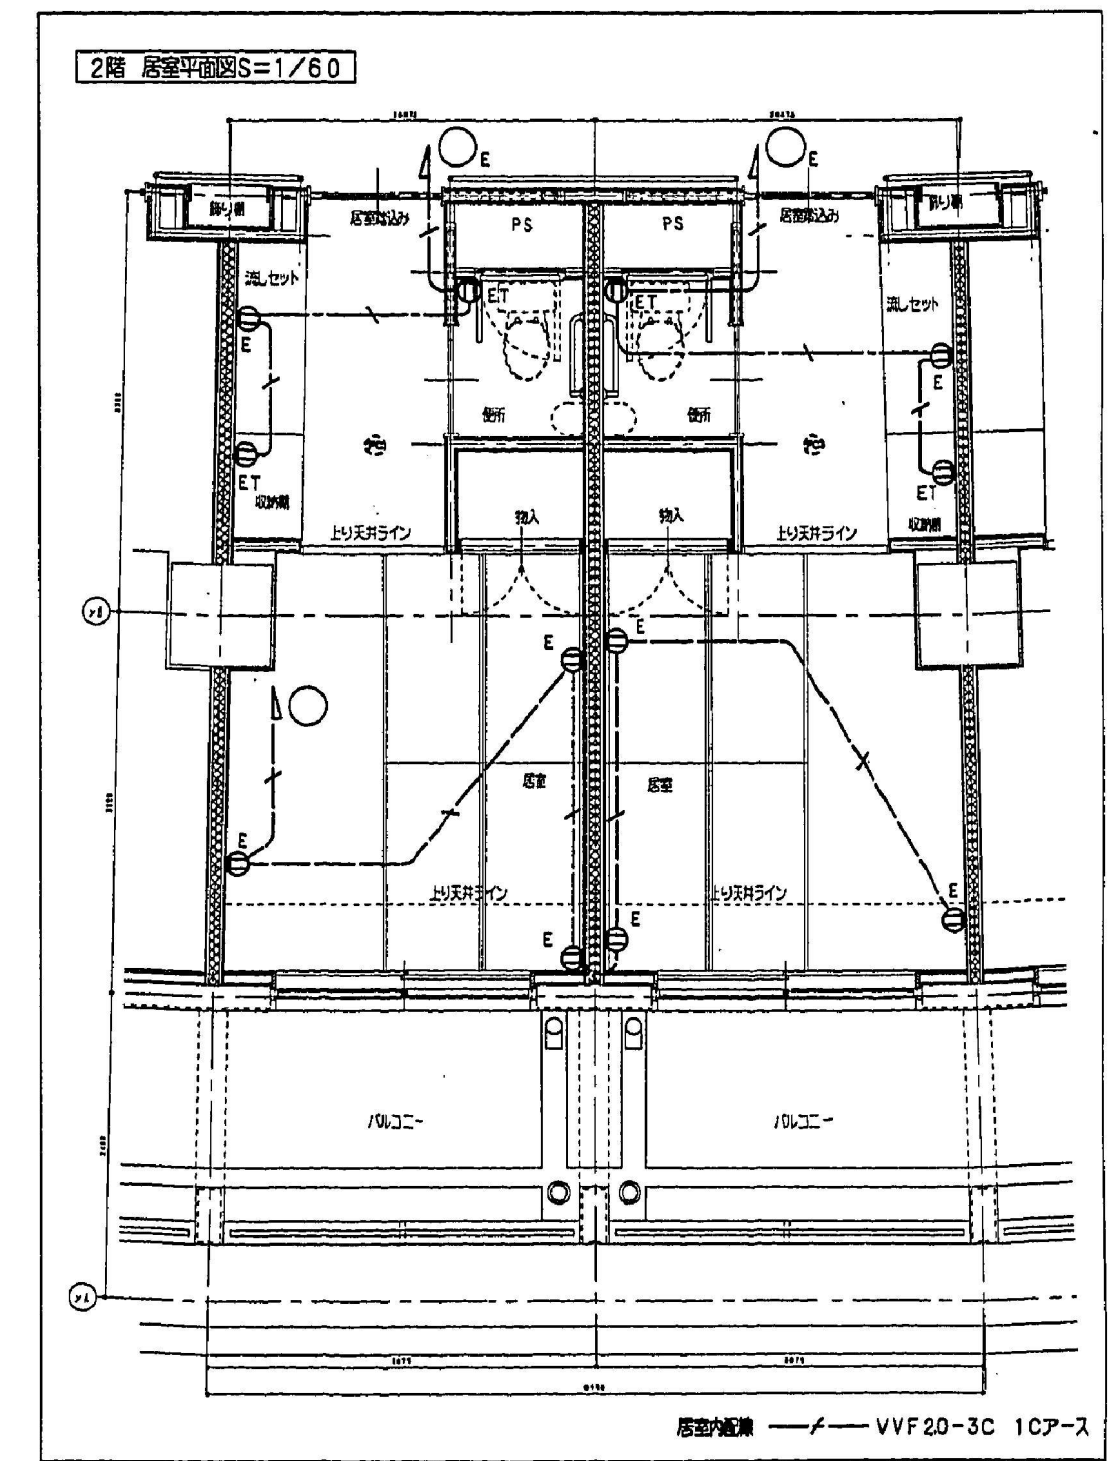 2階 居室平面図S=1/60
E
E
飾り棚
居室踏込み
PS
PS
居室踏込み
飾り棚
流しセット
ET
ET
流しセット
E
E
便所
便所
ET
ET
収納棚
収納棚
上り天井ライン
物入
物入
上り天井ライン
E
E
居室
居室
E
上り天井ライン
上り天井ライン
E
E
E
バルコニー
バルコニー
居室内配線 VVF2.0-3C 1Cアース